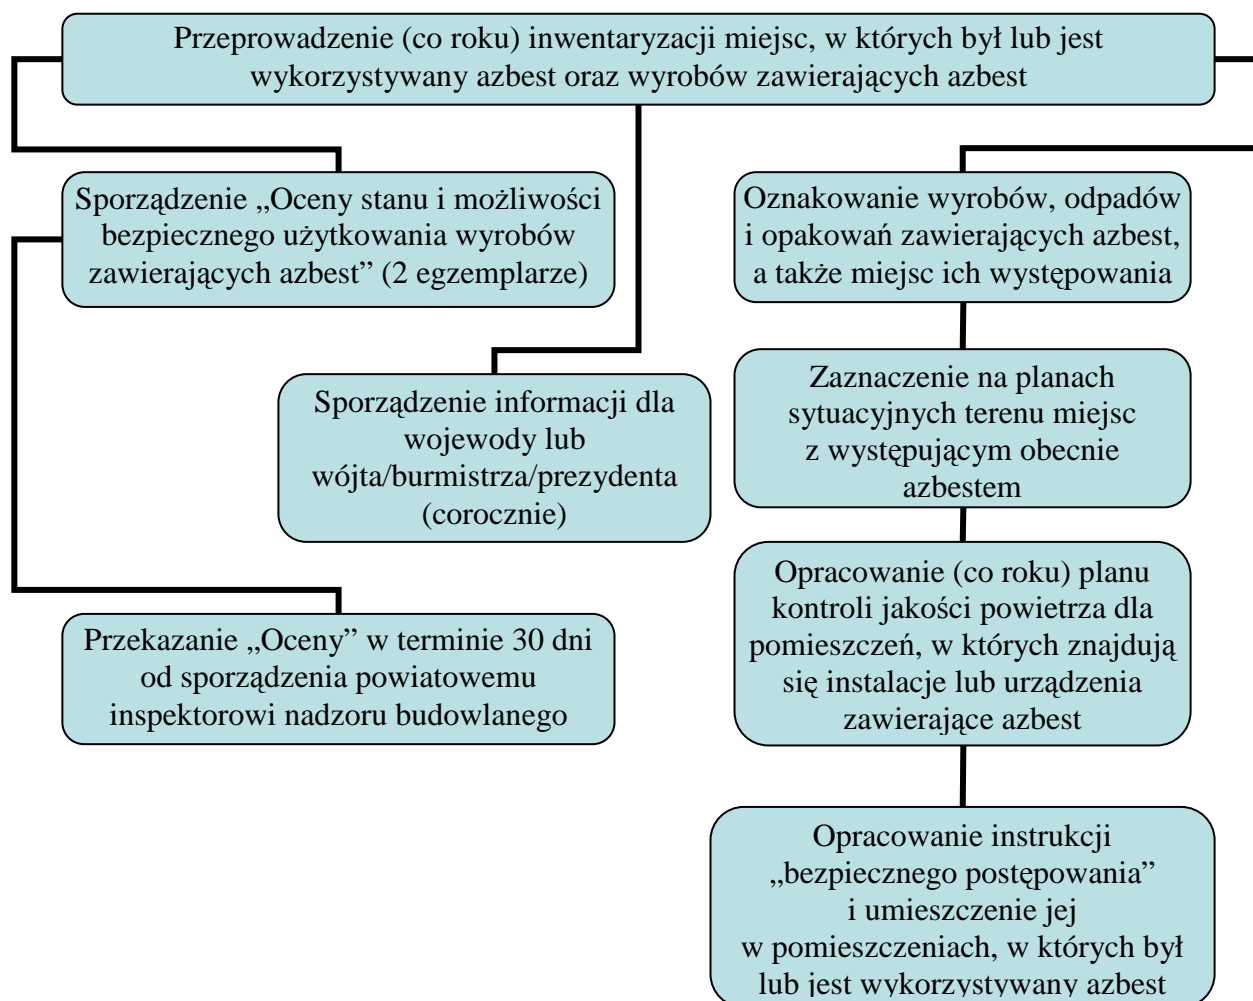 Przeprowadzenie (co roku) inwentaryzacji miejsc, w których był lub jest
wykorzystywany azbest oraz wyrobów zawierających azbest
Sporządzenie „Oceny stanu i możliwości
bezpiecznego użytkowania wyrobów
zawierających azbest” (2 egzemplarze)
Sporządzenie informacji dla
wojewody lub
wójta/burmistrza/prezydenta
(corocznie)
Przekazanie „Oceny” w terminie 30 dni
od sporządzenia powiatowemu
inspektorowi nadzoru budowlanego
Oznakowanie wyrobów, odpadów
i opakowań zawierających azbest,
a także miejsc ich występowania
Zaznaczenie na planach
sytuacyjnych terenu miejsc
z występującym obecnie
azbestem
Opracowanie (co roku) planu
kontroli jakości powietrza dla
pomieszczeń, w których znajdują
się instalacje lub urządzenia
zawierające azbest
Opracowanie instrukcji
„bezpiecznego postępowania”
i umieszczenie jej
w pomieszczeniach, w których był
lub jest wykorzystywany azbest